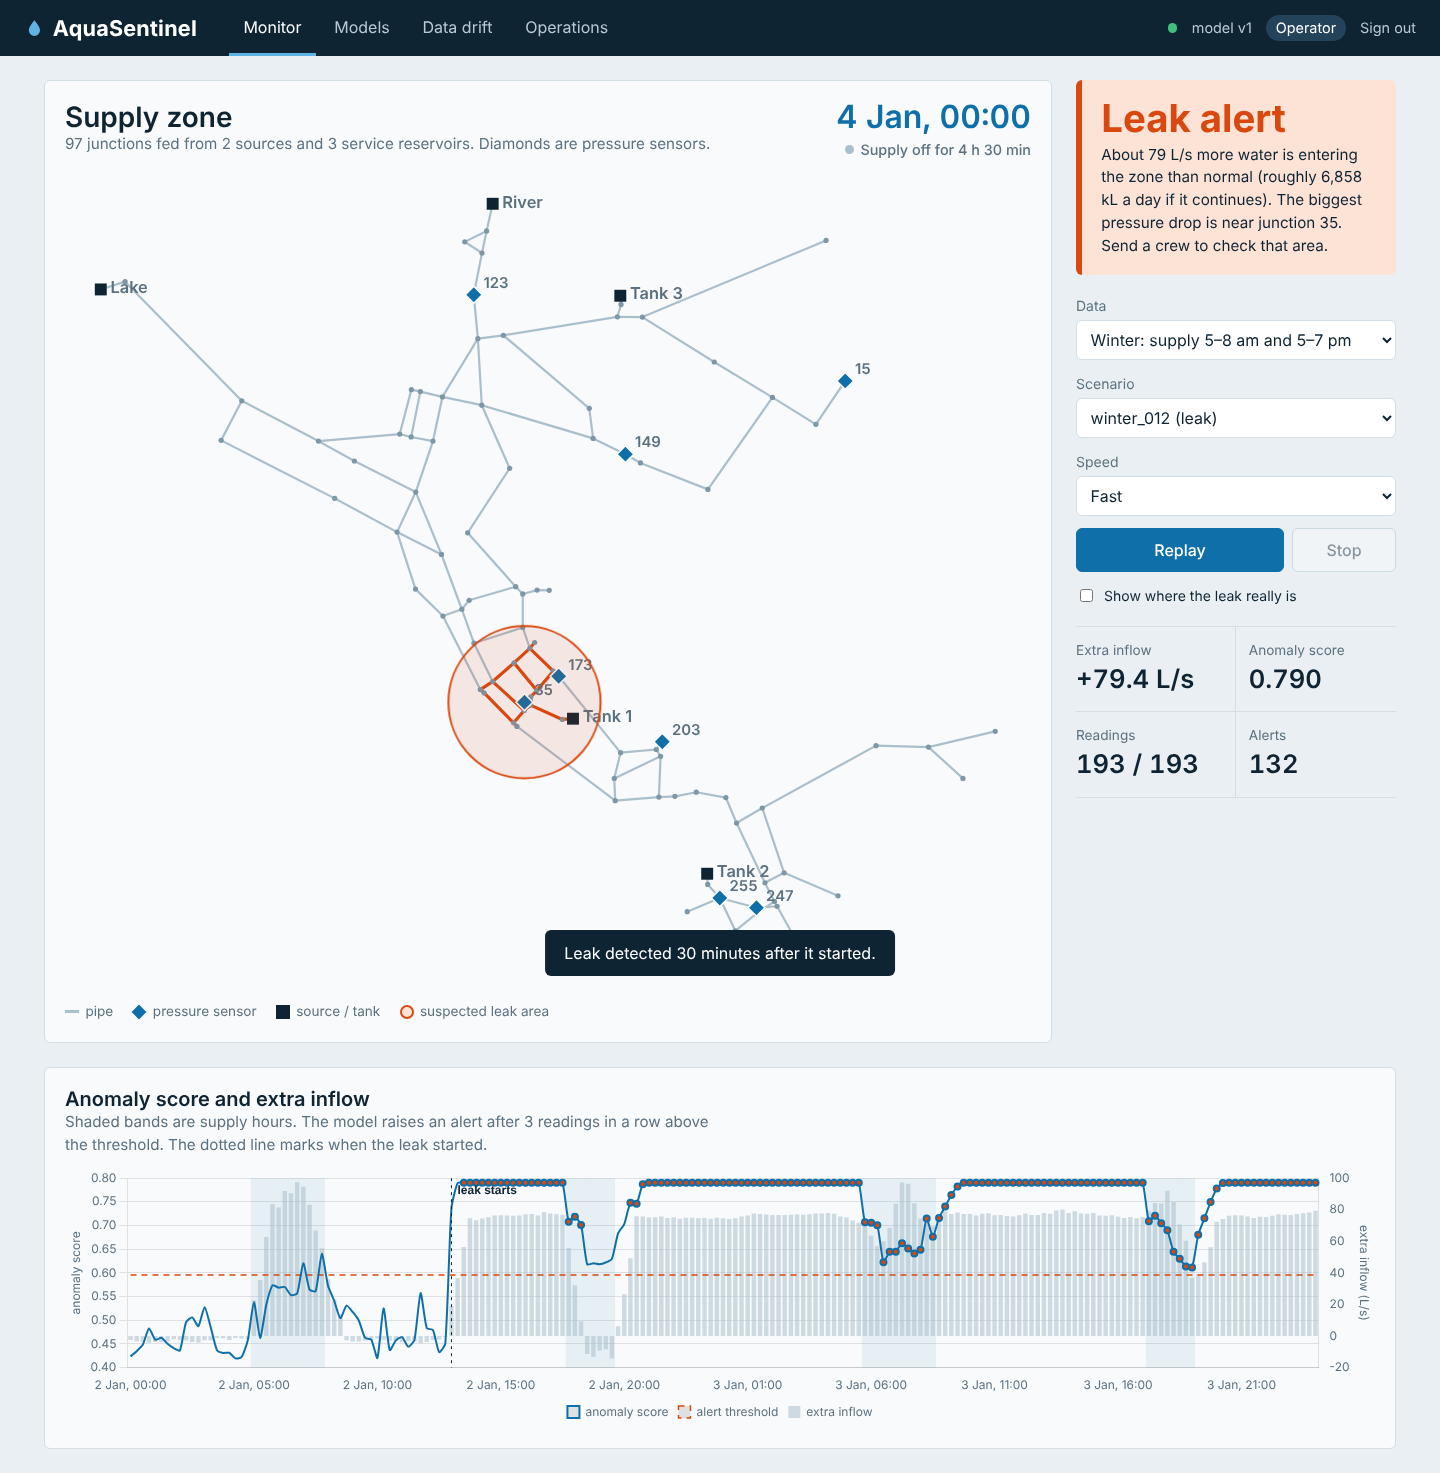 AquaSentinel
Monitor
Models
Data drift
Operations
model v1
Operator
Sign out
Supply zone
97 junctions fed from 2 sources and 3 service reservoirs. Diamonds are pressure sensors.
4 Jan, 00:00
Supply off for 4 h 30 min
River
Lake
123
Tank 3
15
149
173
35
Tank 1
203
Tank 2
255
247
Leak detected 30 minutes after it started.
pipe
pressure sensor
source / tank
suspected leak area
Leak alert
About 79 L/s more water is entering
the zone than normal (roughly 6,858
kL a day if it continues). The biggest
pressure drop is near junction 35.
Send a crew to check that area.
Data
Winter: supply 5–8 am and 5–7 pm
Scenario
winter_012 (leak)
Speed
Fast
Replay
Stop
Show where the leak really is
Extra inflow
+79.4 L/s
Anomaly score
0.790
Readings
193 / 193
Alerts
132
Anomaly score and extra inflow
Shaded bands are supply hours. The model raises an alert after 3 readings in a row above
the threshold. The dotted line marks when the leak started.
anomaly score
0.80
0.75
0.70
0.65
0.60
0.55
0.50
0.45
0.40
leak starts
100
80
60
40
20
0
-20
extra inflow (L/s)
2 Jan, 00:00
2 Jan, 05:00
2 Jan, 10:00
2 Jan, 15:00
2 Jan, 20:00
3 Jan, 01:00
3 Jan, 06:00
3 Jan, 11:00
3 Jan, 16:00
3 Jan, 21:00
anomaly score
alert threshold
extra inflow